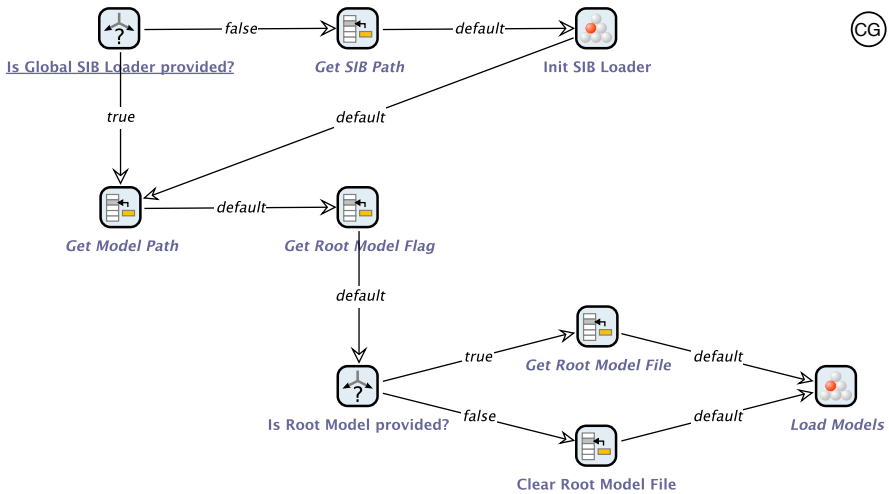 false
default
CG
Is Global SIB Loader provided?
Get SIB Path
Init SIB Loader
true
default
default
Get Model Path
Get Root Model Flag
default
true
default
Get Root Model File
?
Is Root Model provided?
false
default
Load Models
Clear Root Model File